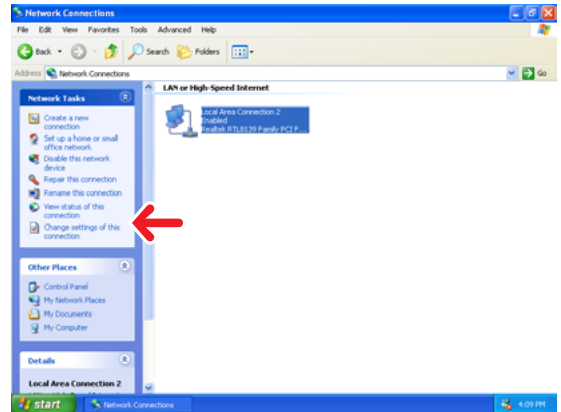 Network Connections
File Edit View Favorites Tools Advanced Help
Back Search Folders
Address Network Connections Go
Network Tasks
Create a new
connection
Set up a home or small
office network
Disable this network
device
Repair this connection
Rename this connection
View status of this
connection
Change settings of this
connection
Other Places
Control Panel
My Network Places
My Documents
My Computer
Details
Local Area Connection 2
LAN or High-Speed Internet
Local Area Connection 2
Enabled
Realtek RTL8139 Family PCI F...
start Network Connections 4:09 PM